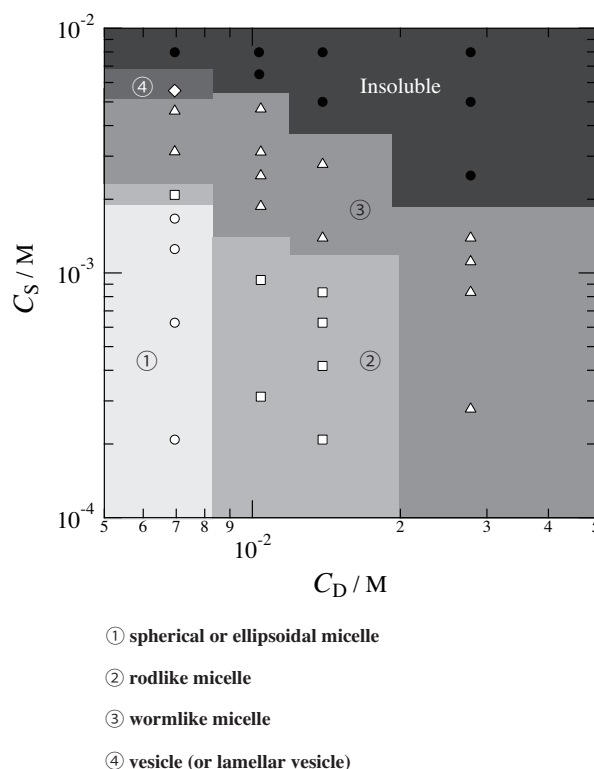 10⁻²
④
Insoluble
③
C_S / M
10⁻³
①
②
10⁻⁴
5 6 7 8 9 2 3 4 5
10⁻²
C_D / M
① spherical or ellipsoidal micelle
② rodlike micelle
③ wormlike micelle
④ vesicle (or lamellar vesicle)